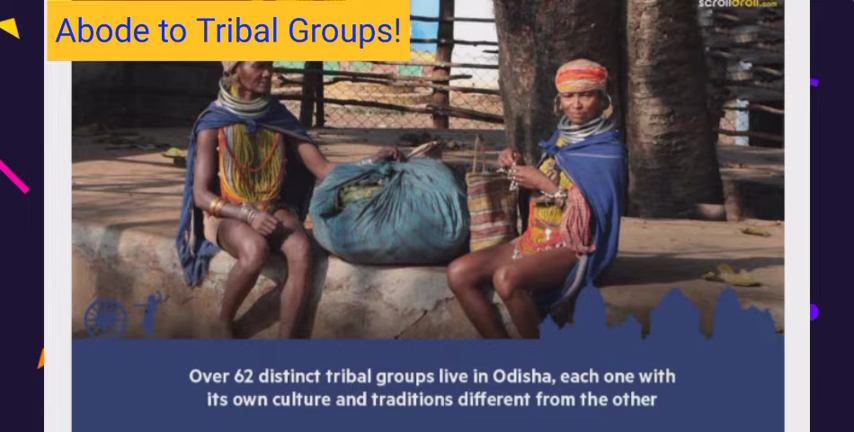 scrolldroll.com
Abode to Tribal Groups!
Over 62 distinct tribal groups live in Odisha, each one with
its own culture and traditions different from the other